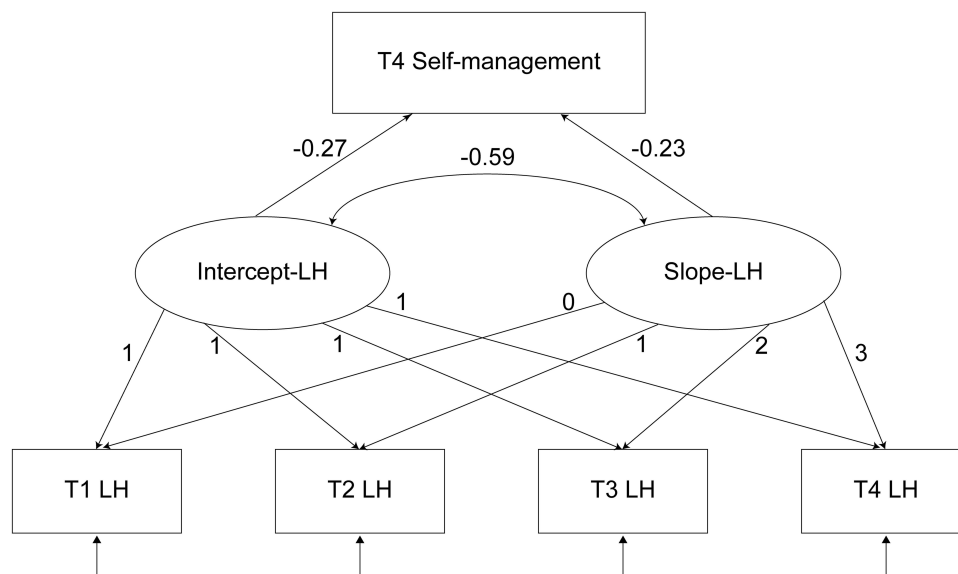 T4 Self-management
-0.27
-0.59
-0.23
Intercept-LH
Slope-LH
1
1
1
1
0
1
2
3
T1 LH
T2 LH
T3 LH
T4 LH